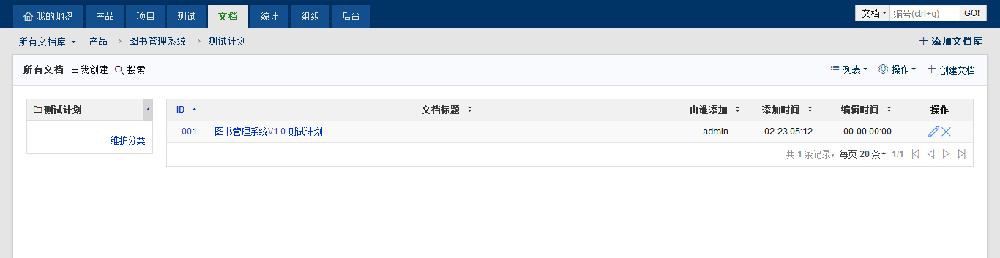 我的地盘 产品 项目 测试 文档 统计 组织 后台 文档 编号(ctrl+g) GO!
所有文档库 产品 图书管理系统 测试计划 添加文档库
所有文档 由我创建 搜索 列表 操作 创建文档
测试计划 ID 文档标题 由谁添加 添加时间 编辑时间 操作
001 图书管理系统V1.0 测试计划 admin 02-23 05:12 00-00 00:00
维护分类
共 1 条记录，每页 20 条 1/1